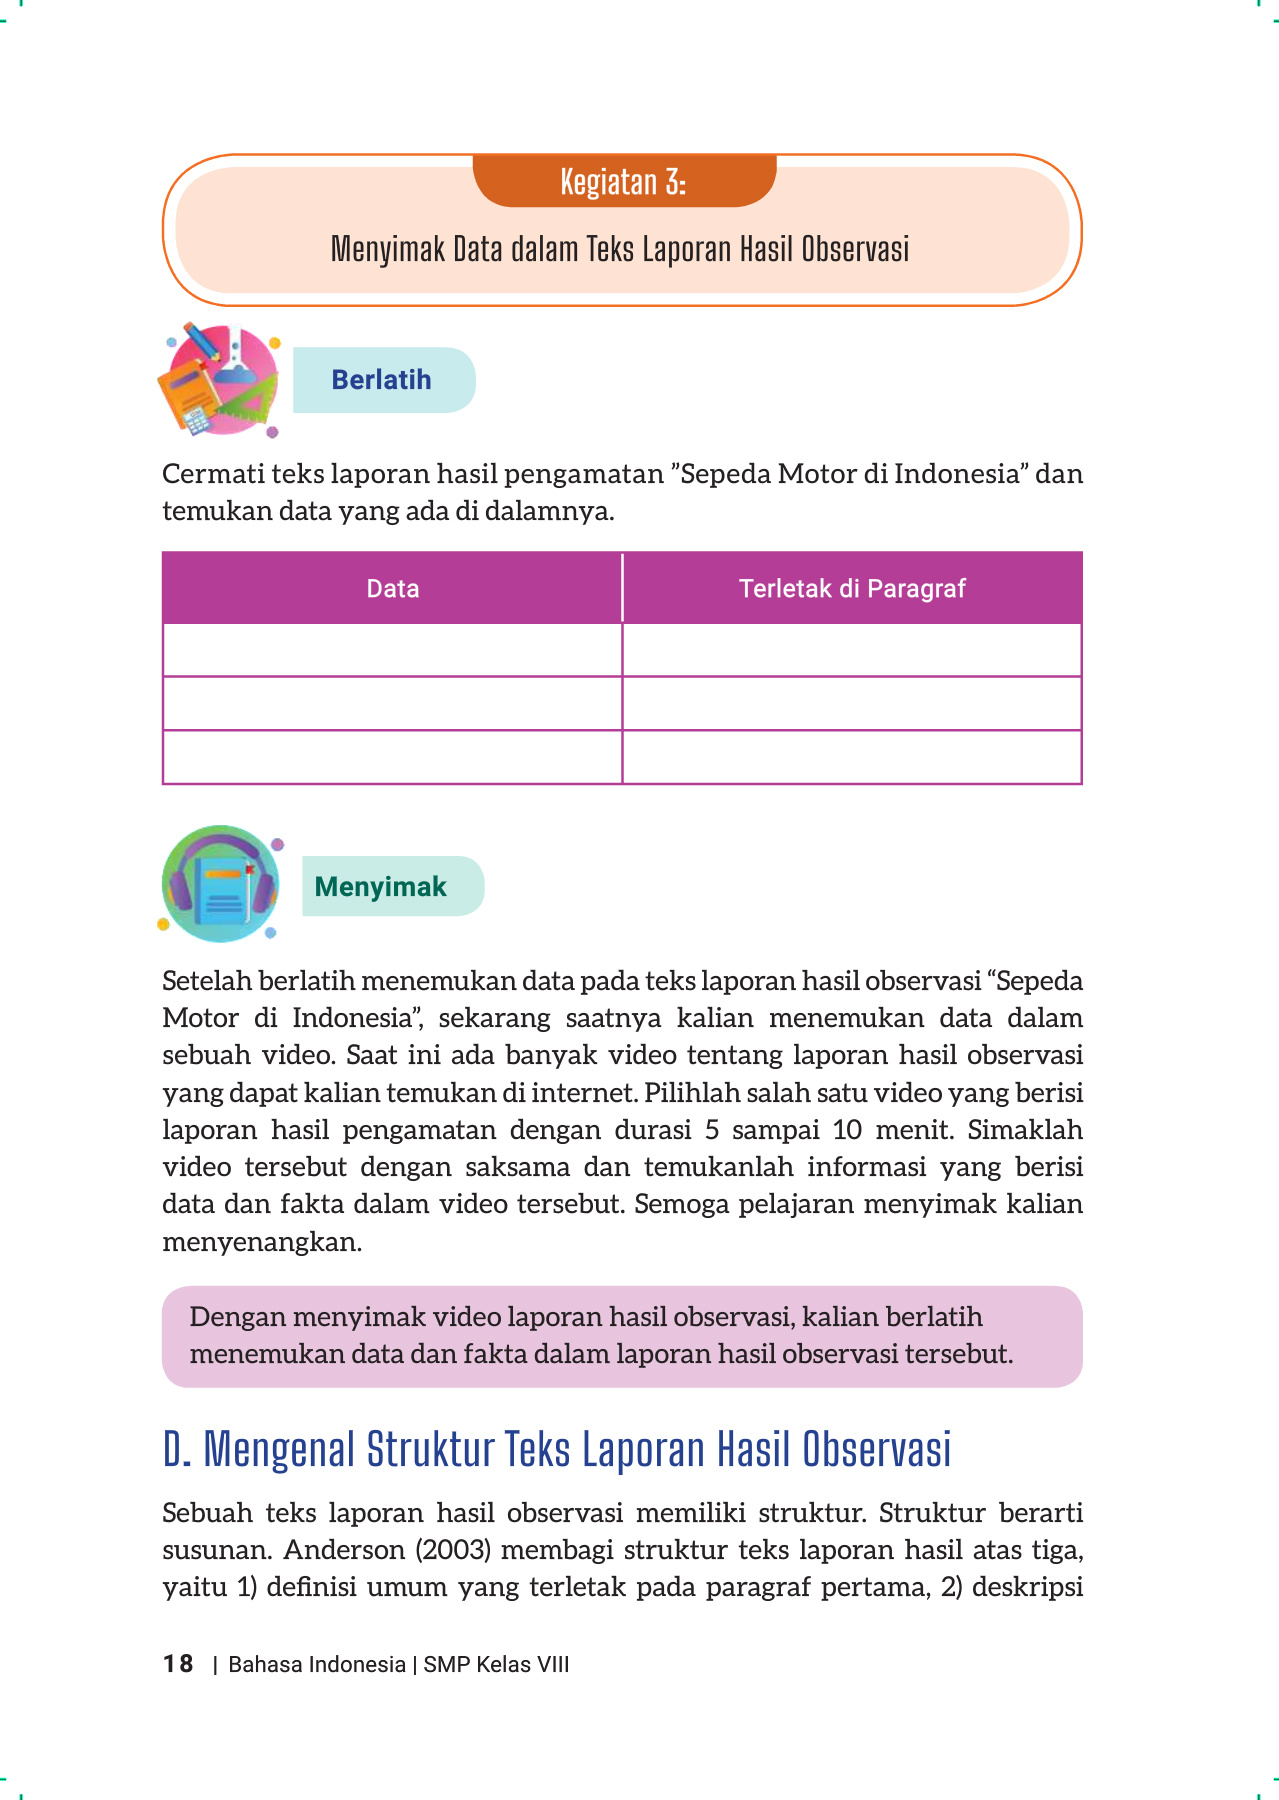 Kegiatan 3:
Menyimak Data dalam Teks Laporan Hasil Observasi
Berlatih
Cermati teks laporan hasil pengamatan ”Sepeda Motor di Indonesia” dan
temukan data yang ada di dalamnya.
Data
Terletak di Paragraf
Menyimak
Setelah berlatih menemukan data pada teks laporan hasil observasi “Sepeda
Motor di Indonesia”, sekarang saatnya kalian menemukan data dalam
sebuah video. Saat ini ada banyak video tentang laporan hasil observasi
yang dapat kalian temukan di internet. Pilihlah salah satu video yang berisi
laporan hasil pengamatan dengan durasi 5 sampai 10 menit. Simaklah
video tersebut dengan saksama dan temukanlah informasi yang berisi
data dan fakta dalam video tersebut. Semoga pelajaran menyimak kalian
menyenangkan.
Dengan menyimak video laporan hasil observasi, kalian berlatih
menemukan data dan fakta dalam laporan hasil observasi tersebut.
D. Mengenal Struktur Teks Laporan Hasil Observasi
Sebuah teks laporan hasil observasi memiliki struktur. Struktur berarti
susunan. Anderson (2003) membagi struktur teks laporan hasil atas tiga,
yaitu 1) definisi umum yang terletak pada paragraf pertama, 2) deskripsi
18 | Bahasa Indonesia | SMP Kelas VIII